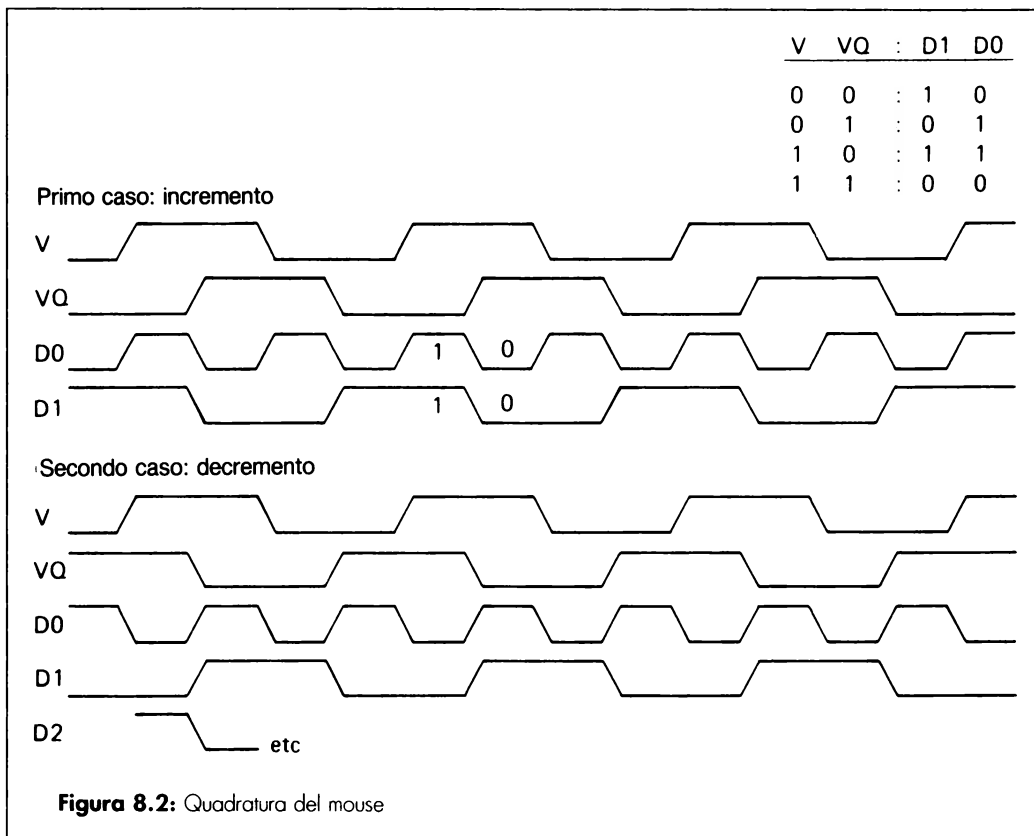 V VQ : D1 D0
0 0 : 1 0
0 1 : 0 1
1 0 : 1 1
1 1 : 0 0
Primo caso: incremento
V
VQ
D0 1 0
D1 1 0
Secondo caso: decremento
V
VQ
D0
D1
D2 etc
Figura 8.2: Quadratura del mouse